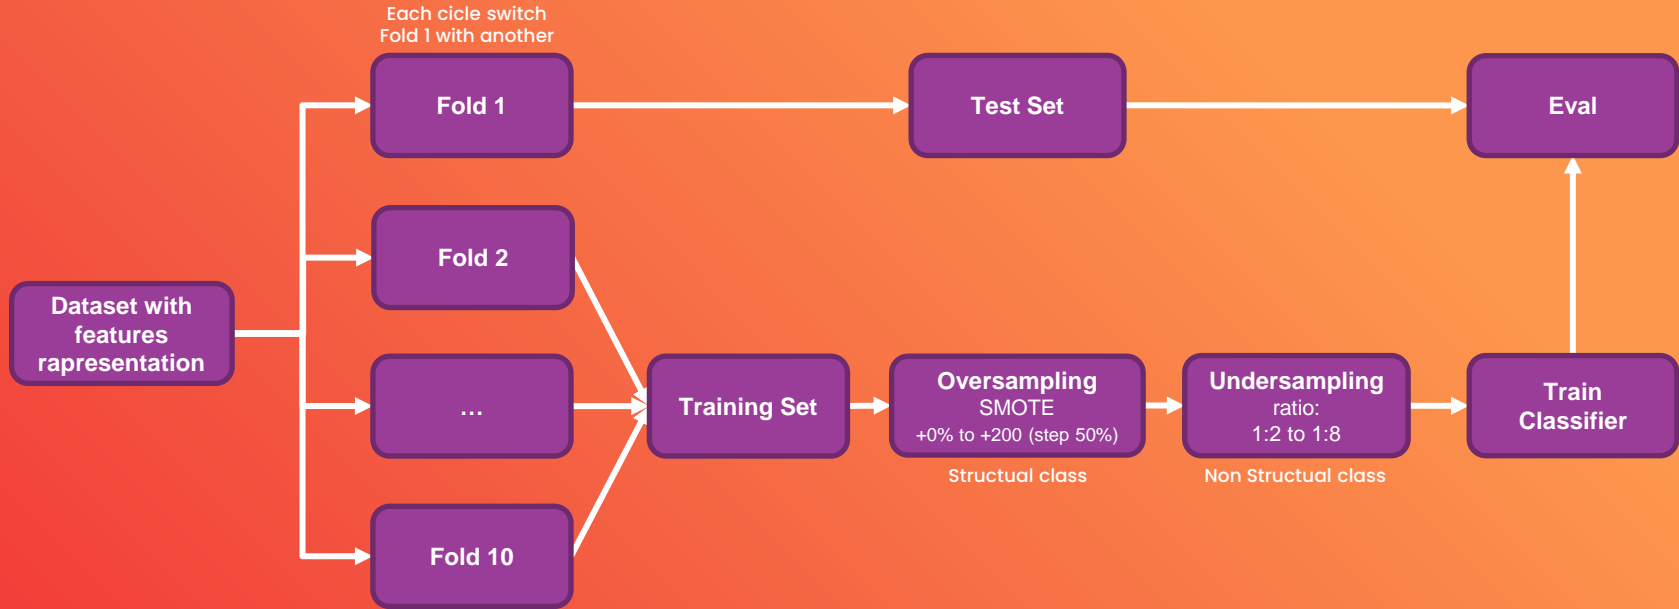 Each cicle switch
Fold 1 with another
Fold 1
Test Set
Eval
Fold 2
Dataset with
features
rapresentation
...
Training Set
Oversampling
SMOTE
+0% to +200 (step 50%)
Structual class
Undersampling
ratio:
1:2 to 1:8
Non Structual class
Train
Classifier
Fold 10